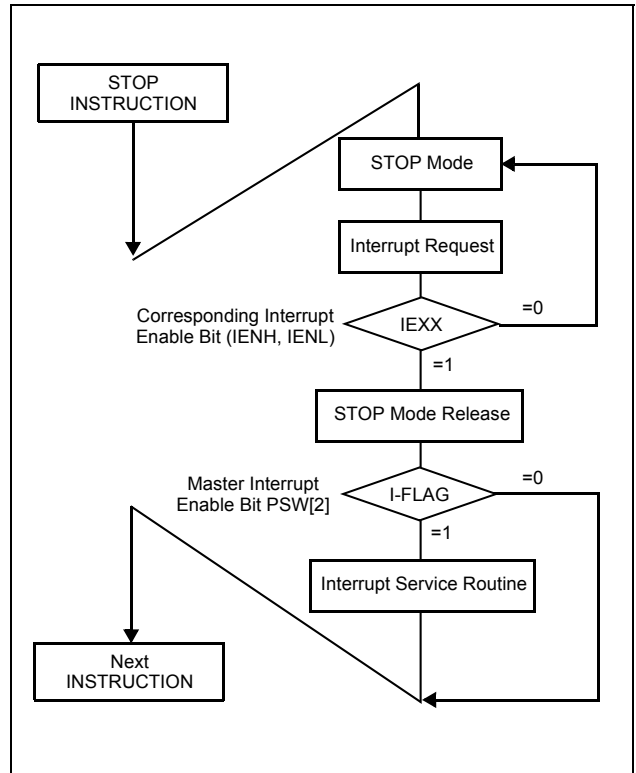 STOP
INSTRUCTION
STOP Mode
Interrupt Request
Corresponding Interrupt
Enable Bit (IENH, IENL)
IEXX
=0
=1
STOP Mode Release
Master Interrupt
Enable Bit PSW[2]
I-FLAG
=0
=1
Interrupt Service Routine
Next
INSTRUCTION